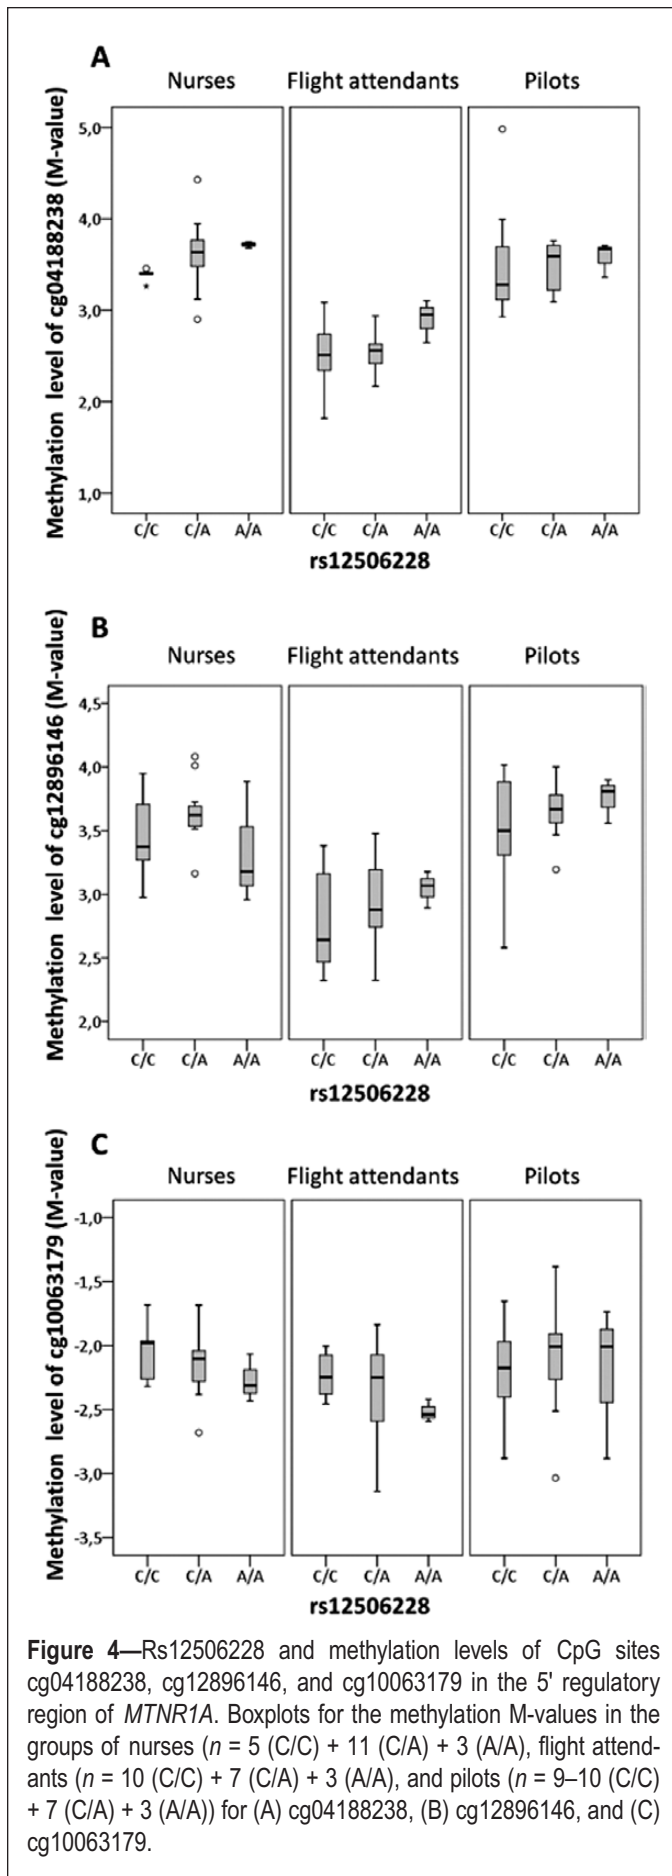 A
Nurses Flight attendants Pilots
Methylation level of cg04188238 (M-value)
5,0
4,0
3,0
2,0
1,0
C/C C/A A/A C/C C/A A/A C/C C/A A/A
rs12506228
B
Nurses Flight attendants Pilots
Methylation level of cg12896146 (M-value)
4,5
4,0
3,5
3,0
2,5
2,0
C/C C/A A/A C/C C/A A/A C/C C/A A/A
rs12506228
C
Nurses Flight attendants Pilots
Methylation level of cg10063179 (M-value)
-1,0
-1,5
-2,0
-2,5
-3,0
-3,5
C/C C/A A/A C/C C/A A/A C/C C/A A/A
rs12506228
Figure 4—Rs12506228 and methylation levels of CpG sites
cg04188238, cg12896146, and cg10063179 in the 5' regulatory
region of MTNR1A. Boxplots for the methylation M-values in the
groups of nurses (n = 5 (C/C) + 11 (C/A) + 3 (A/A), flight attend-
ants (n = 10 (C/C) + 7 (C/A) + 3 (A/A), and pilots (n = 9–10 (C/C)
+ 7 (C/A) + 3 (A/A)) for (A) cg04188238, (B) cg12896146, and (C)
cg10063179.